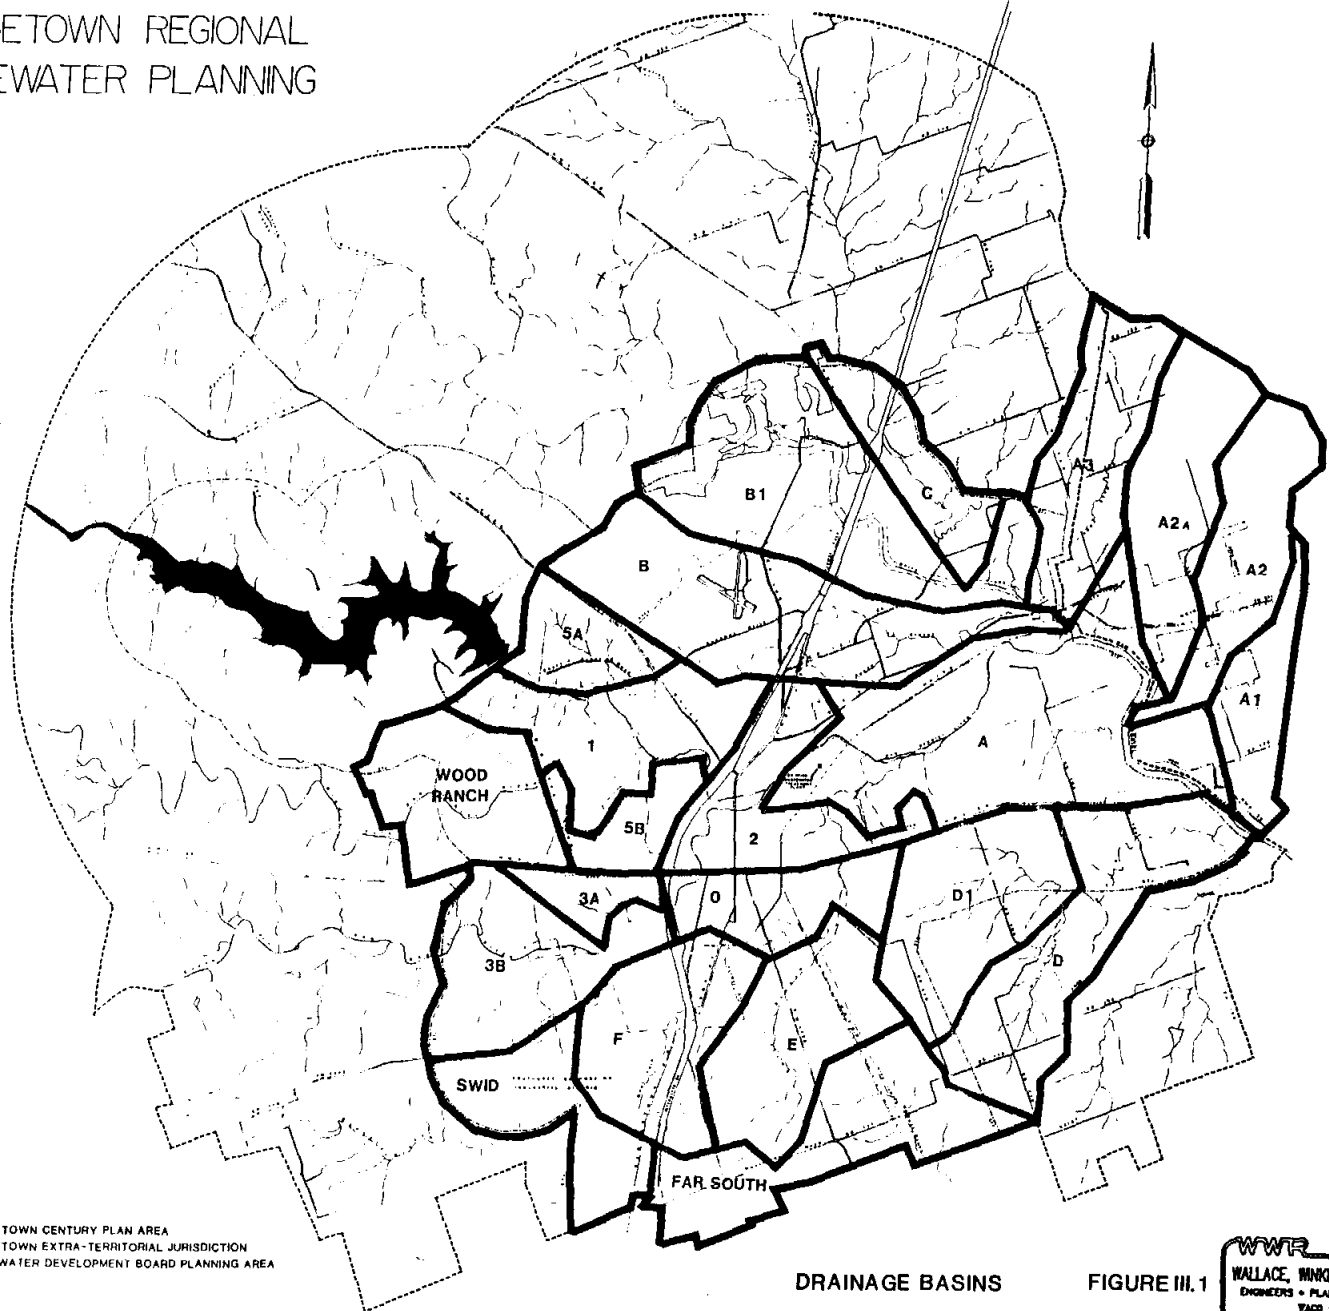 ETOWN REGIONAL
EWATER PLANNING
B1
C
A3
A2A
A2
B
5A
A1
1
A
WOOD
RANCH
5B
2
3A
0
D1
3B
D
F
E
SWID
FAR SOUTH
TOWN CENTURY PLAN AREA
TOWN EXTRA-TERRITORIAL JURISDICTION
WATER DEVELOPMENT BOARD PLANNING AREA
DRAINAGE BASINS
FIGURE III.1
WWR
WALLACE,
ENGINEERS • PLA